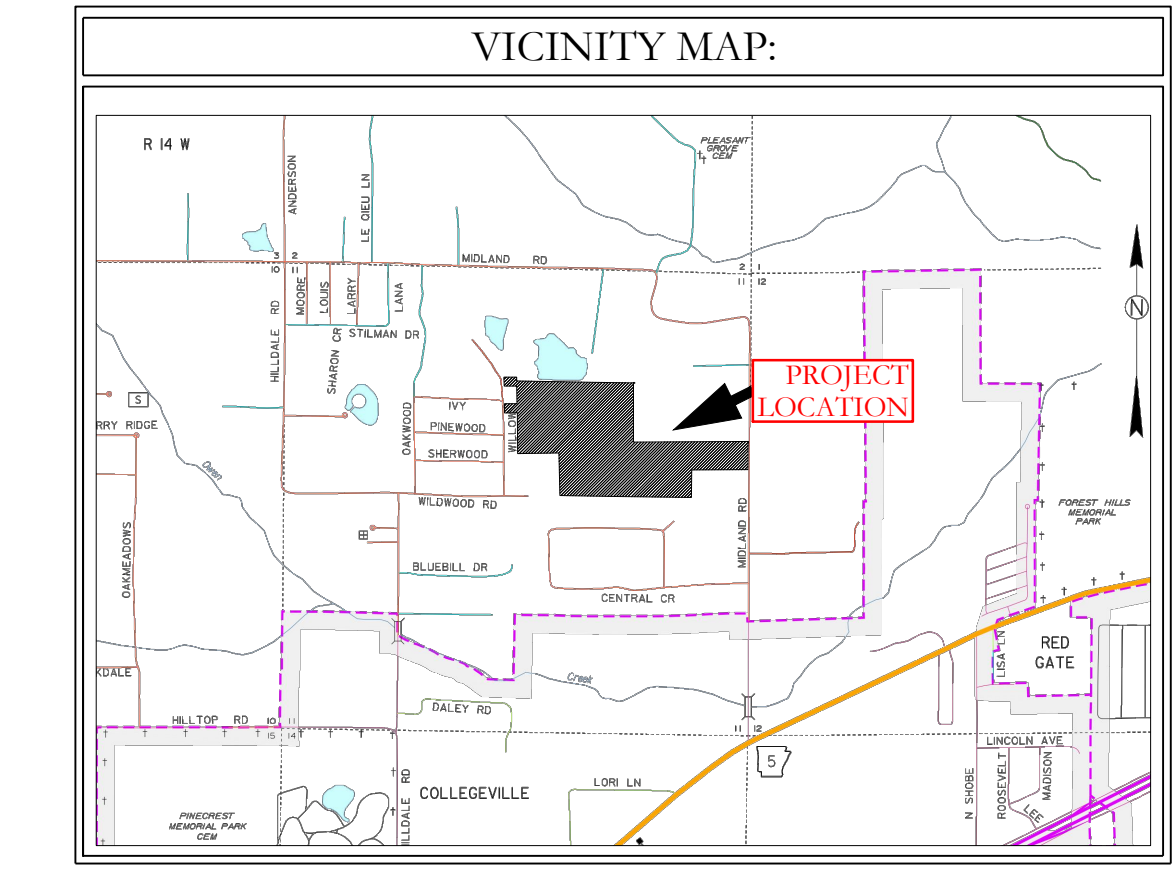 VICINITY MAP:
R 14 W
PLEASANT
GROVE
CEM
ANDERSON
LE QIEU LN
3 2
10 11
MIDLAND RD
2 1
11 12
HILLDALE RD
MOORE
LOUIS
LARRY
LANA
STILMAN DR
SHARON CR
N
PROJECT
LOCATION
S
RRY RIDGE
OAKWOOD
IVY
PINEWOOD
SHERWOOD
WILLOW
WILDWOOD RD
Owen
OAKMEADOWS
MIDLAND RD
FOREST HILLS
MEMORIAL
PARK
BLUEBILL DR
CENTRAL CR
LISA LN
RED
GATE
KDALE
Creek
DALEY RD
HILLTOP RD
10 11
15 14
11 12
5
LINCOLN AVE
N SHOBE
ROOSEVELT
MADISON
LEE
LORI LN
COLLEGEVILLE
ILLDALE RD
PINECREST
MEMORIAL PARK
CEM